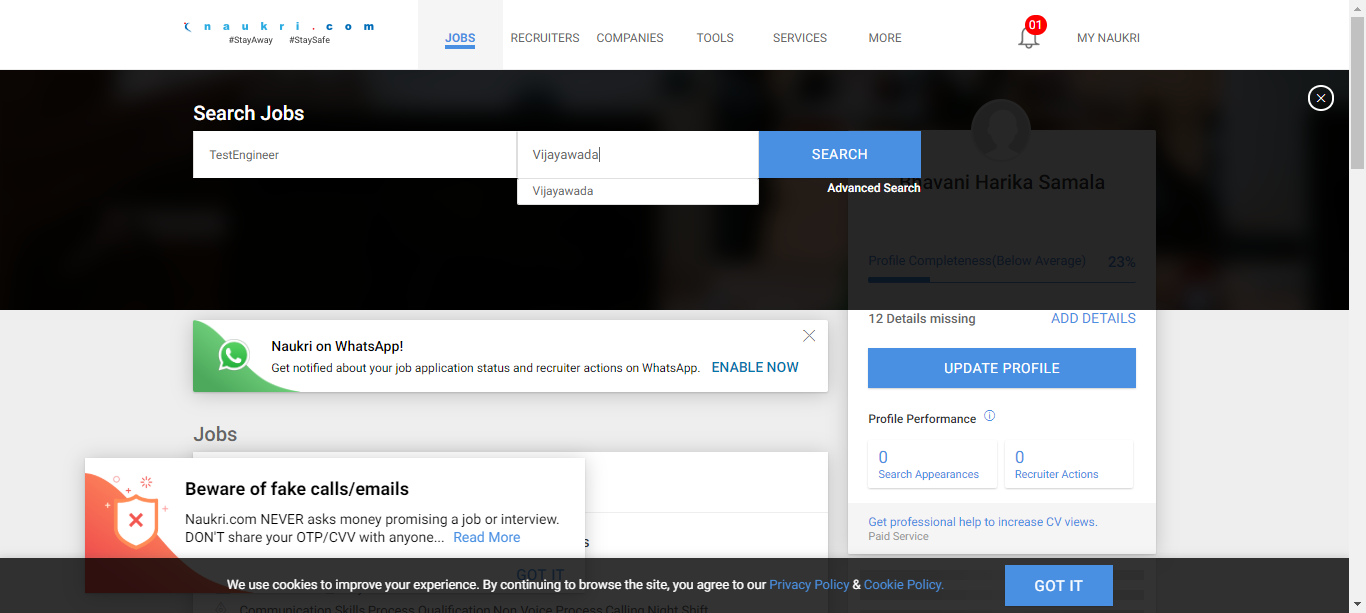 naukri.com
#StayAway #StaySafe
JOBS RECRUITERS COMPANIES TOOLS SERVICES MORE 01 MY NAUKRI
Search Jobs
TestEngineer Vijayawada SEARCH
Vijayawada
Advanced Search
Harika Samala
Profile Completeness(Below Average) 23%
12 Details missing ADD DETAILS
UPDATE PROFILE
Profile Performance
0 Search Appearances
0 Recruiter Actions
Get professional help to increase CV views.
Paid Service
Naukri on WhatsApp!
Get notified about your job application status and recruiter actions on WhatsApp. ENABLE NOW
Jobs
Beware of fake calls/emails
Naukri.com NEVER asks money promising a job or interview.
DON'T share your OTP/CVV with anyone... Read More
GOT IT
We use cookies to improve your experience. By continuing to browse the site, you agree to our Privacy Policy & Cookie Policy. GOT IT
Communication Skills Process Qualification Non Voice Process Calling Night Shift